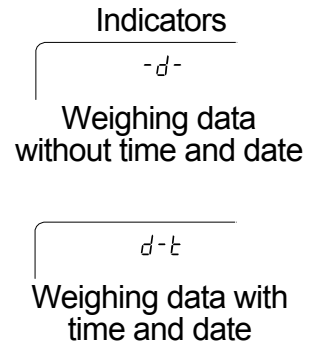 Indicators
-d-
Weighing data
without time and date
d-t
Weighing data with
time and date